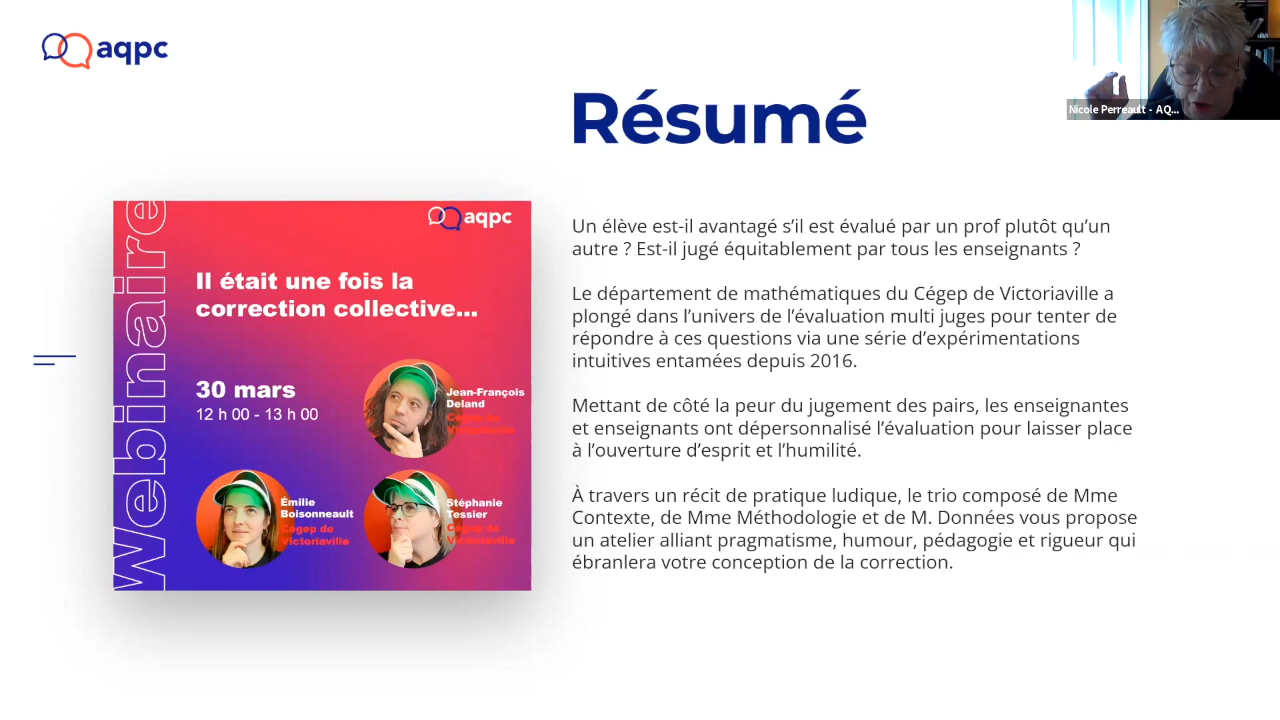 aqpc
Nicole Perreault - AQ...
Résumé
Webinaire
aqpc
Il était une fois la
correction collective...
30 mars
12 h 00 - 13 h 00
Jean-François
Deland
Cégep de
Victoriaville
Émilie
Boisonneault
Cégep de
Victoriaville
Stéphanie
Tessier
Cégep de
Victoriaville
Un élève est-il avantagé s’il est évalué par un prof plutôt qu’un
autre ? Est-il jugé équitablement par tous les enseignants ?
Le département de mathématiques du Cégep de Victoriaville a
plongé dans l’univers de l’évaluation multi juges pour tenter de
répondre à ces questions via une série d’expérimentations
intuitives entamées depuis 2016.
Mettant de côté la peur du jugement des pairs, les enseignantes
et enseignants ont dépersonnalisé l’évaluation pour laisser place
à l’ouverture d’esprit et l’humilité.
À travers un récit de pratique ludique, le trio composé de Mme
Contexte, de Mme Méthodologie et de M. Données vous propose
un atelier alliant pragmatisme, humour, pédagogie et rigueur qui
ébranlera votre conception de la correction.